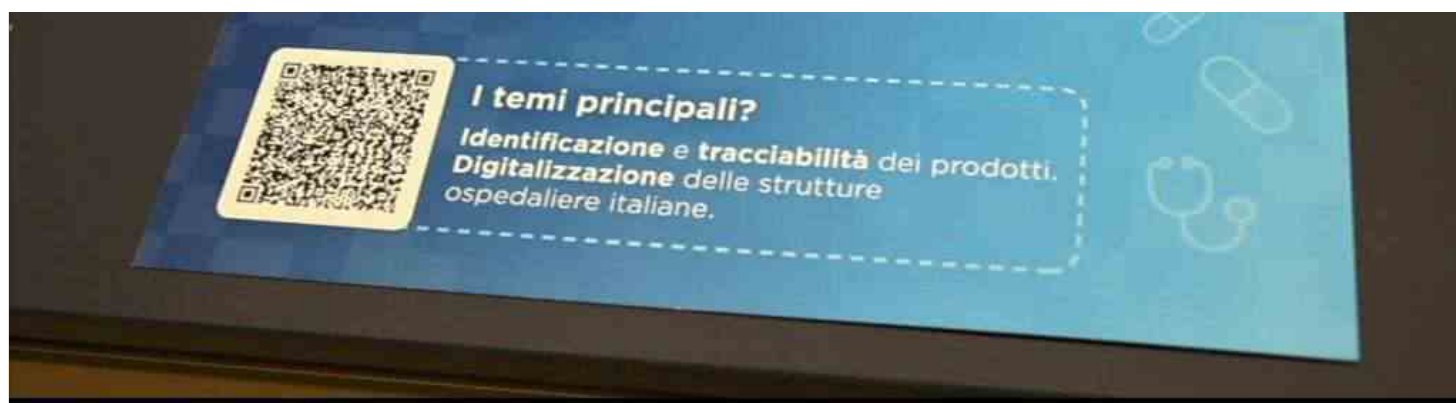 I temi principali?
Identificazione e tracciabilità dei prodotti.
Digitalizzazione delle strutture
ospedaliere italiane.